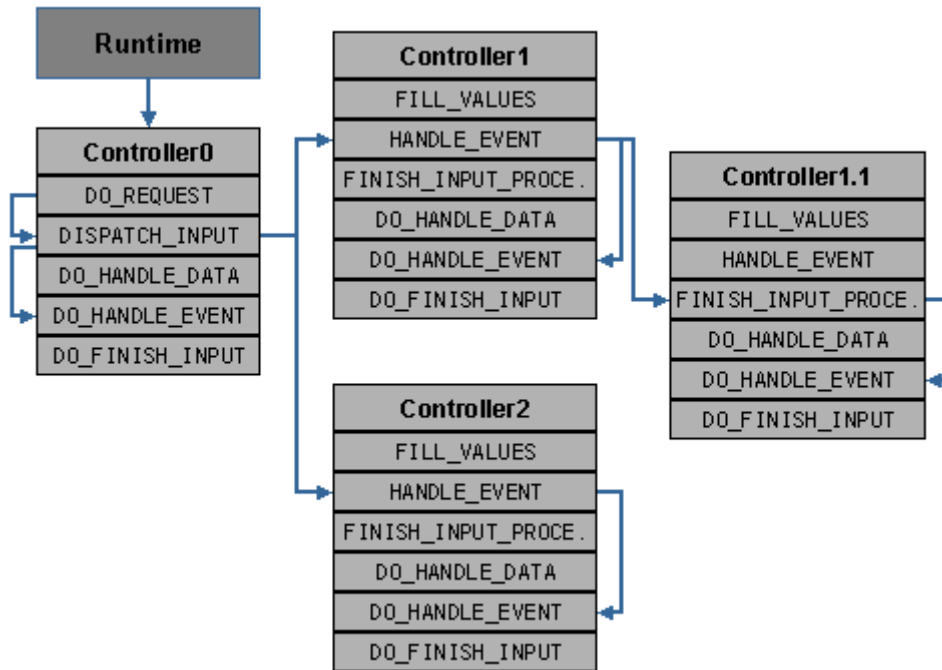 Runtime
Controller0
DO_REQUEST
DISPATCH_INPUT
DO_HANDLE_DATA
DO_HANDLE_EVENT
DO_FINISH_INPUT
Controller1
FILL_VALUES
HANDLE_EVENT
FINISH_INPUT_PROCE.
DO_HANDLE_DATA
DO_HANDLE_EVENT
DO_FINISH_INPUT
Controller1.1
FILL_VALUES
HANDLE_EVENT
FINISH_INPUT_PROCE.
DO_HANDLE_DATA
DO_HANDLE_EVENT
DO_FINISH_INPUT
Controller2
FILL_VALUES
HANDLE_EVENT
FINISH_INPUT_PROCE.
DO_HANDLE_DATA
DO_HANDLE_EVENT
DO_FINISH_INPUT